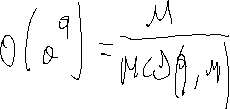 O(a^q) = M / MCD(q, M)